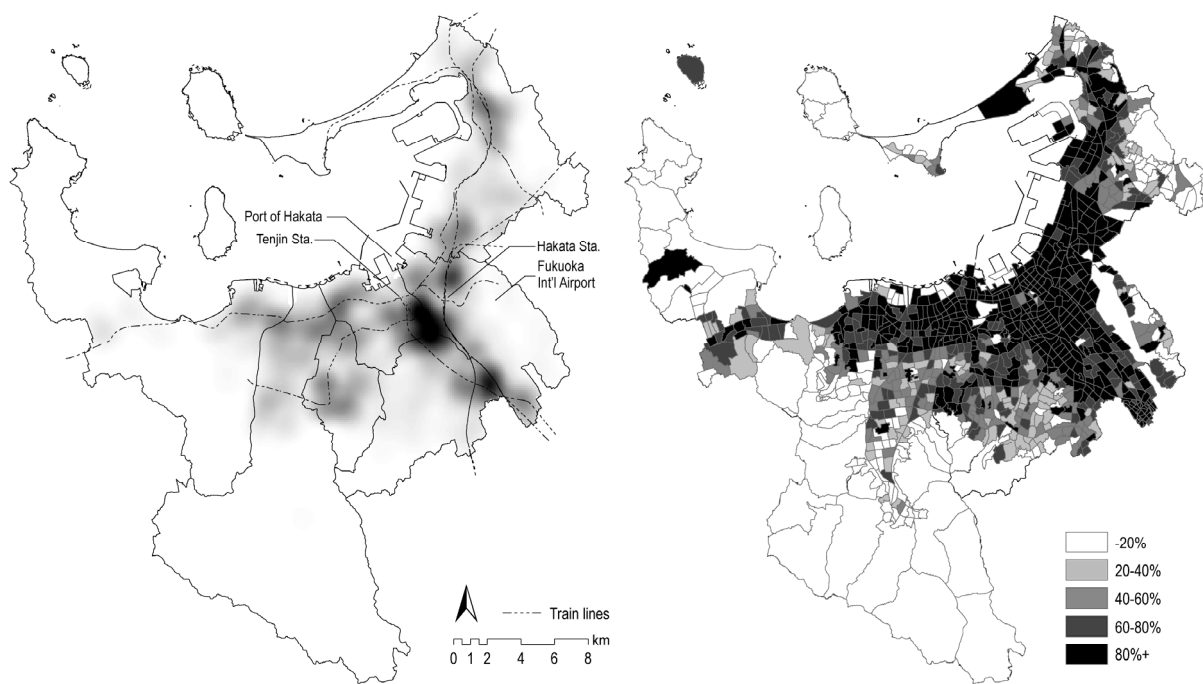 Port of Hakata
Tenjin Sta.
Hakata Sta.
Fukuoka
Int'l Airport
Train lines
km
0 1 2 4 6 8
-20%
20-40%
40-60%
60-80%
80%+